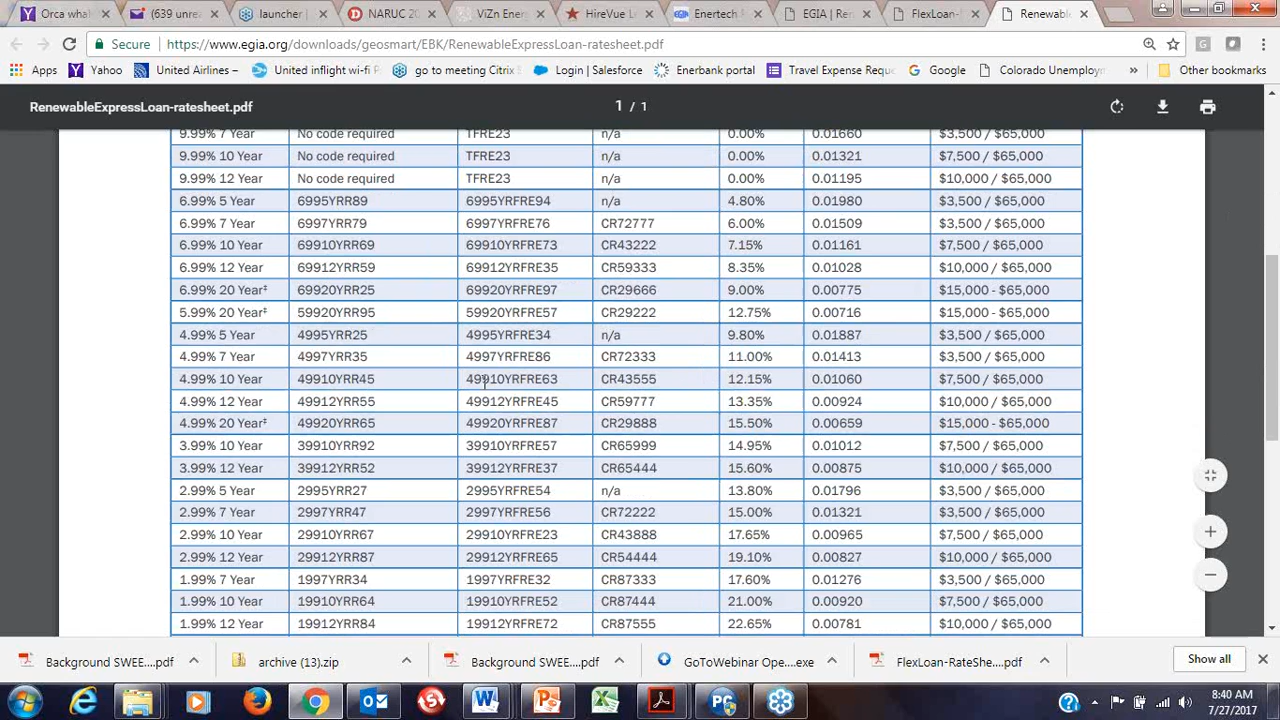 Orca what
(639 unrea
launcher
NARUC 20
ViZn Ener
HireVue L
Enertech
EGIA | Re
FlexLoan-R
Renewable
Secure https://www.egia.org/downloads/geosmart/EBK/RenewableExpressLoan-ratesheet.pdf
Apps Yahoo United Airlines – United inflight wi-fi go to meeting Citrix Login | Salesforce Enerbank portal Travel Expense Requ Google Colorado Unemploy » Other bookmarks
RenewableExpressLoan-ratesheet.pdf 1 / 1
9.99% 7 Year No code required TFRE23 n/a 0.00% 0.01660 $3,500 / $65,000
9.99% 10 Year No code required TFRE23 n/a 0.00% 0.01321 $7,500 / $65,000
9.99% 12 Year No code required TFRE23 n/a 0.00% 0.01195 $10,000 / $65,000
6.99% 5 Year 6995YRR89 6995YRFRE94 n/a 4.80% 0.01980 $3,500 / $65,000
6.99% 7 Year 6997YRR79 6997YRFRE76 CR72777 6.00% 0.01509 $3,500 / $65,000
6.99% 10 Year 69910YRR69 69910YRFRE73 CR43222 7.15% 0.01161 $7,500 / $65,000
6.99% 12 Year 69912YRR59 69912YRFRE35 CR59333 8.35% 0.01028 $10,000 / $65,000
6.99% 20 Year‡ 69920YRR25 69920YRFRE97 CR29666 9.00% 0.00775 $15,000 - $65,000
5.99% 20 Year‡ 59920YRR95 59920YRFRE57 CR29222 12.75% 0.00716 $15,000 - $65,000
4.99% 5 Year 4995YRR25 4995YRFRE34 n/a 9.80% 0.01887 $3,500 / $65,000
4.99% 7 Year 4997YRR35 4997YRFRE86 CR72333 11.00% 0.01413 $3,500 / $65,000
4.99% 10 Year 49910YRR45 49910YRFRE63 CR43555 12.15% 0.01060 $7,500 / $65,000
4.99% 12 Year 49912YRR55 49912YRFRE45 CR59777 13.35% 0.00924 $10,000 / $65,000
4.99% 20 Year‡ 49920YRR65 49920YRFRE87 CR29888 15.50% 0.00659 $15,000 - $65,000
3.99% 10 Year 39910YRR92 39910YRFRE57 CR65999 14.95% 0.01012 $7,500 / $65,000
3.99% 12 Year 39912YRR52 39912YRFRE37 CR65444 15.60% 0.00875 $10,000 / $65,000
2.99% 5 Year 2995YRR27 2995YRFRE54 n/a 13.80% 0.01796 $3,500 / $65,000
2.99% 7 Year 2997YRR47 2997YRFRE56 CR72222 15.00% 0.01321 $3,500 / $65,000
2.99% 10 Year 29910YRR67 29910YRFRE23 CR43888 17.65% 0.00965 $7,500 / $65,000
2.99% 12 Year 29912YRR87 29912YRFRE65 CR54444 19.10% 0.00827 $10,000 / $65,000
1.99% 7 Year 1997YRR34 1997YRFRE32 CR87333 17.60% 0.01276 $3,500 / $65,000
1.99% 10 Year 19910YRR64 19910YRFRE52 CR87444 21.00% 0.00920 $7,500 / $65,000
1.99% 12 Year 19912YRR84 19912YRFRE72 CR87555 22.65% 0.00781 $10,000 / $65,000
Background SWEE....pdf archive (13).zip Background SWEE....pdf GoToWebinar Ope....exe FlexLoan-RateShe....pdf Show all
8:40 AM
7/27/2017